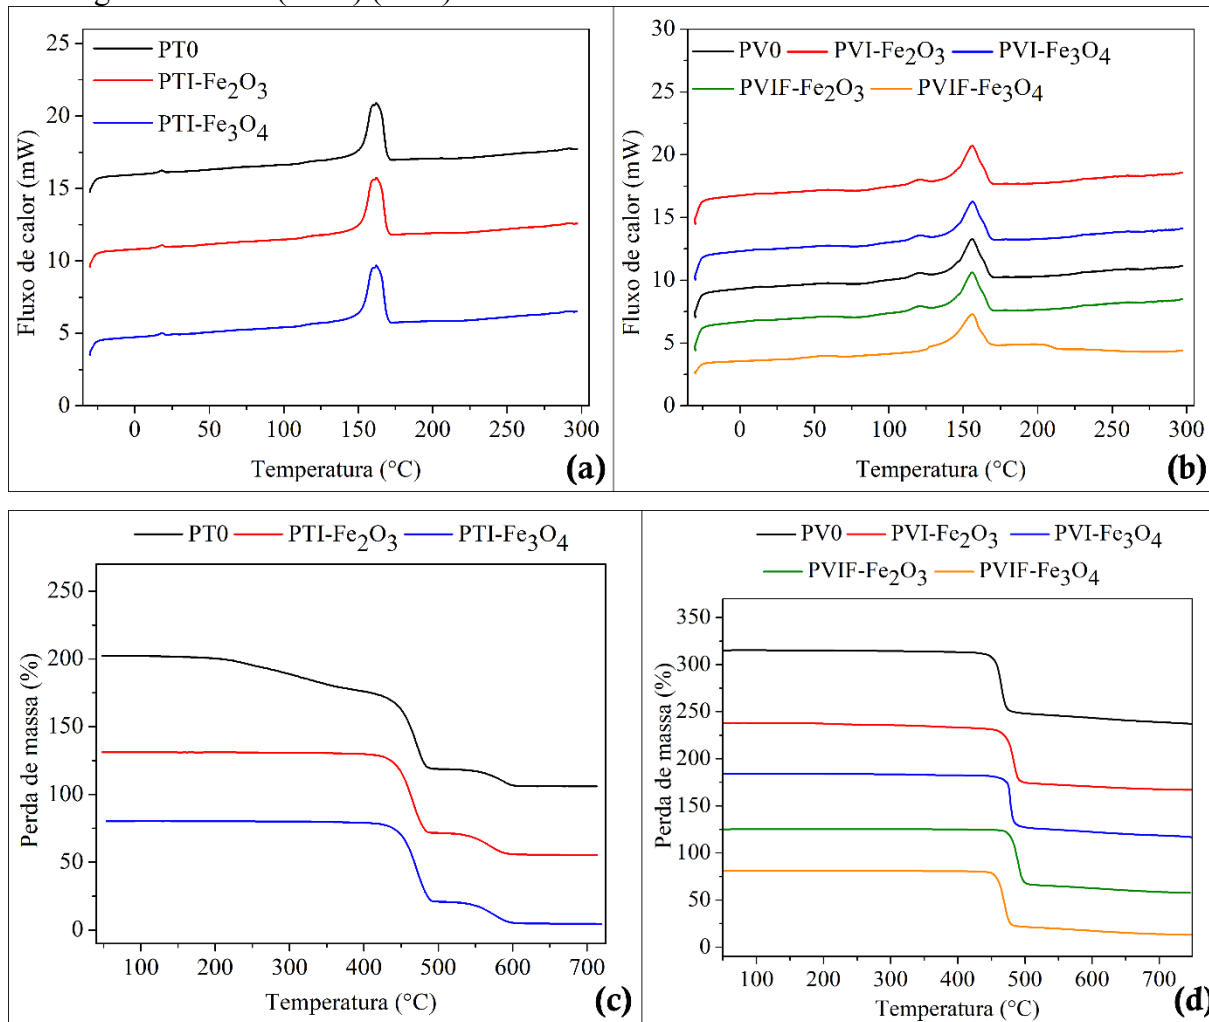 PT0
PTI-Fe2O3
PTI-Fe3O4
25
20
15
10
5
0
Fluxo de calor (mW)
0 50 100 150 200 250 300
Temperatura (°C)
(a)
PV0 PVI-Fe2O3 PVI-Fe3O4
PVIF-Fe2O3 PVIF-Fe3O4
30
25
20
15
10
5
0
Fluxo de calor (mW)
0 50 100 150 200 250 300
Temperatura (°C)
(b)
PT0 PTI-Fe2O3 PTI-Fe3O4
250
200
150
100
50
0
Perda de massa (%)
100 200 300 400 500 600 700
Temperatura (°C)
(c)
PV0 PVI-Fe2O3 PVI-Fe3O4
PVIF-Fe2O3 PVIF-Fe3O4
350
300
250
200
150
100
50
0
Perda de massa (%)
100 200 300 400 500 600 700
Temperatura (°C)
(d)